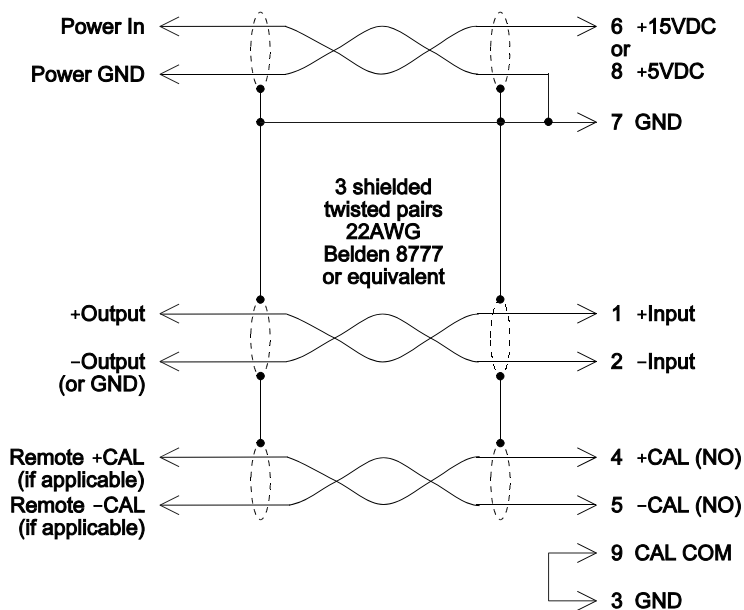 Power In
Power GND
6 +15VDC
or
8 +5VDC
7 GND
3 shielded
twisted pairs
22AWG
Belden 8777
or equivalent
+Output
−Output
(or GND)
1 +Input
2 −Input
Remote +CAL
(if applicable)
Remote −CAL
(if applicable)
4 +CAL (NO)
5 −CAL (NO)
9 CAL COM
3 GND